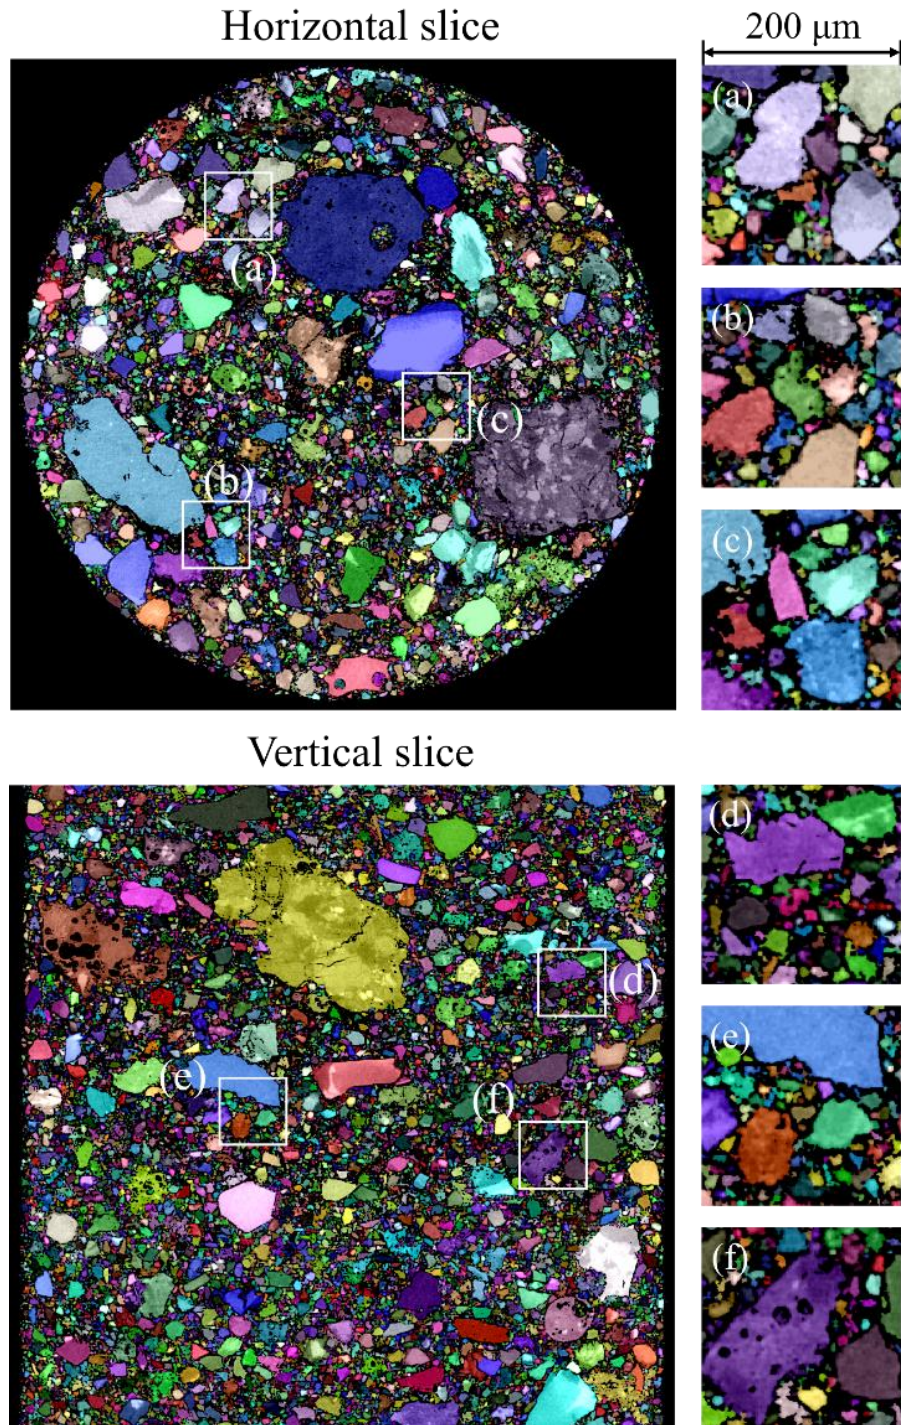 Horizontal slice
200 μm
(a)
(a)
(b)
(c)
(b)
(c)
Vertical slice
(d)
(d)
(e)
(e)
(f)
(f)